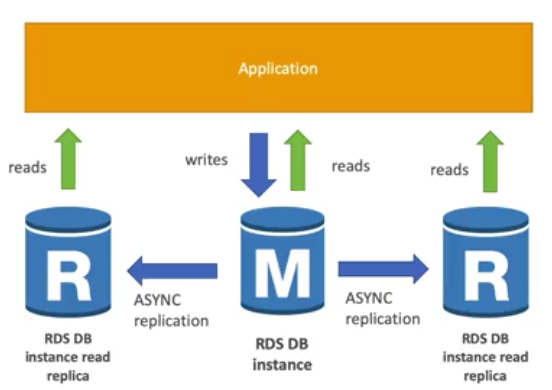 Application
reads
writes
reads
reads
R
M
R
ASYNC
replication
ASYNC
replication
RDS DB
instance read
replica
RDS DB
instance
RDS DB
instance read
replica